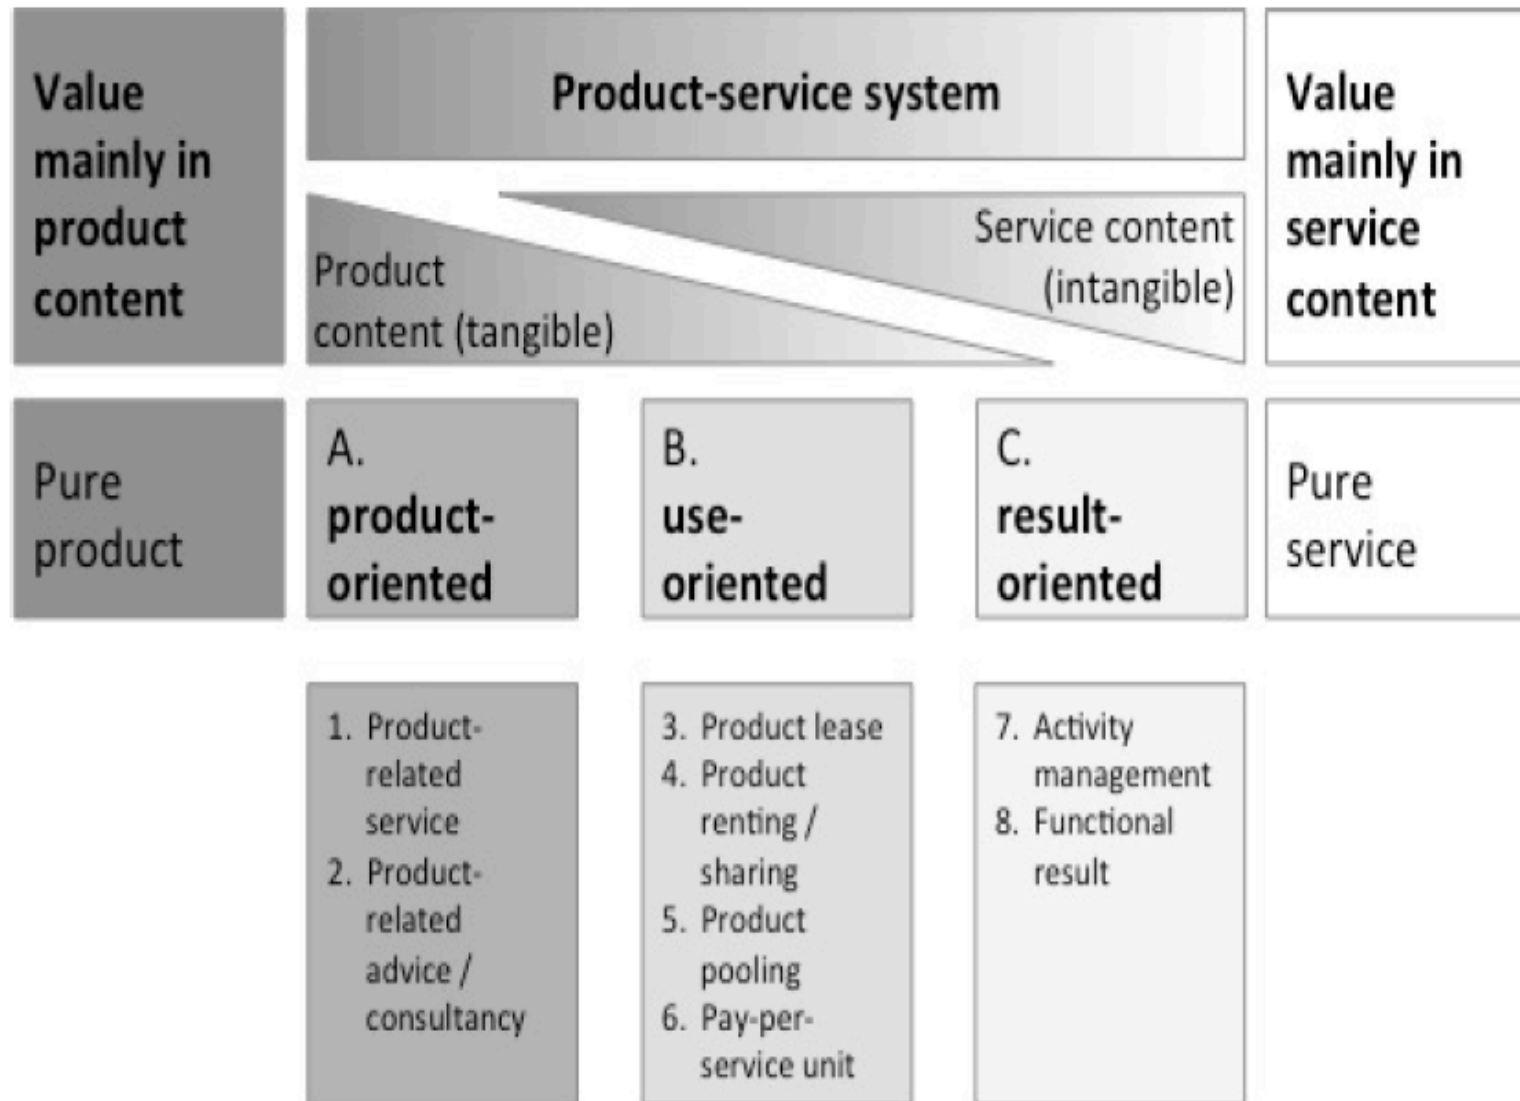 Value
mainly in
product
content
Product-service system
Product
content (tangible)
Service content
(intangible)
Value
mainly in
service
content
Pure
product
A.
product-
oriented
B.
use-
oriented
C.
result-
oriented
Pure
service
1. Product-
related
service
2. Product-
related
advice /
consultancy
3. Product lease
4. Product
renting /
sharing
5. Product
pooling
6. Pay-per-
service unit
7. Activity
management
8. Functional
result